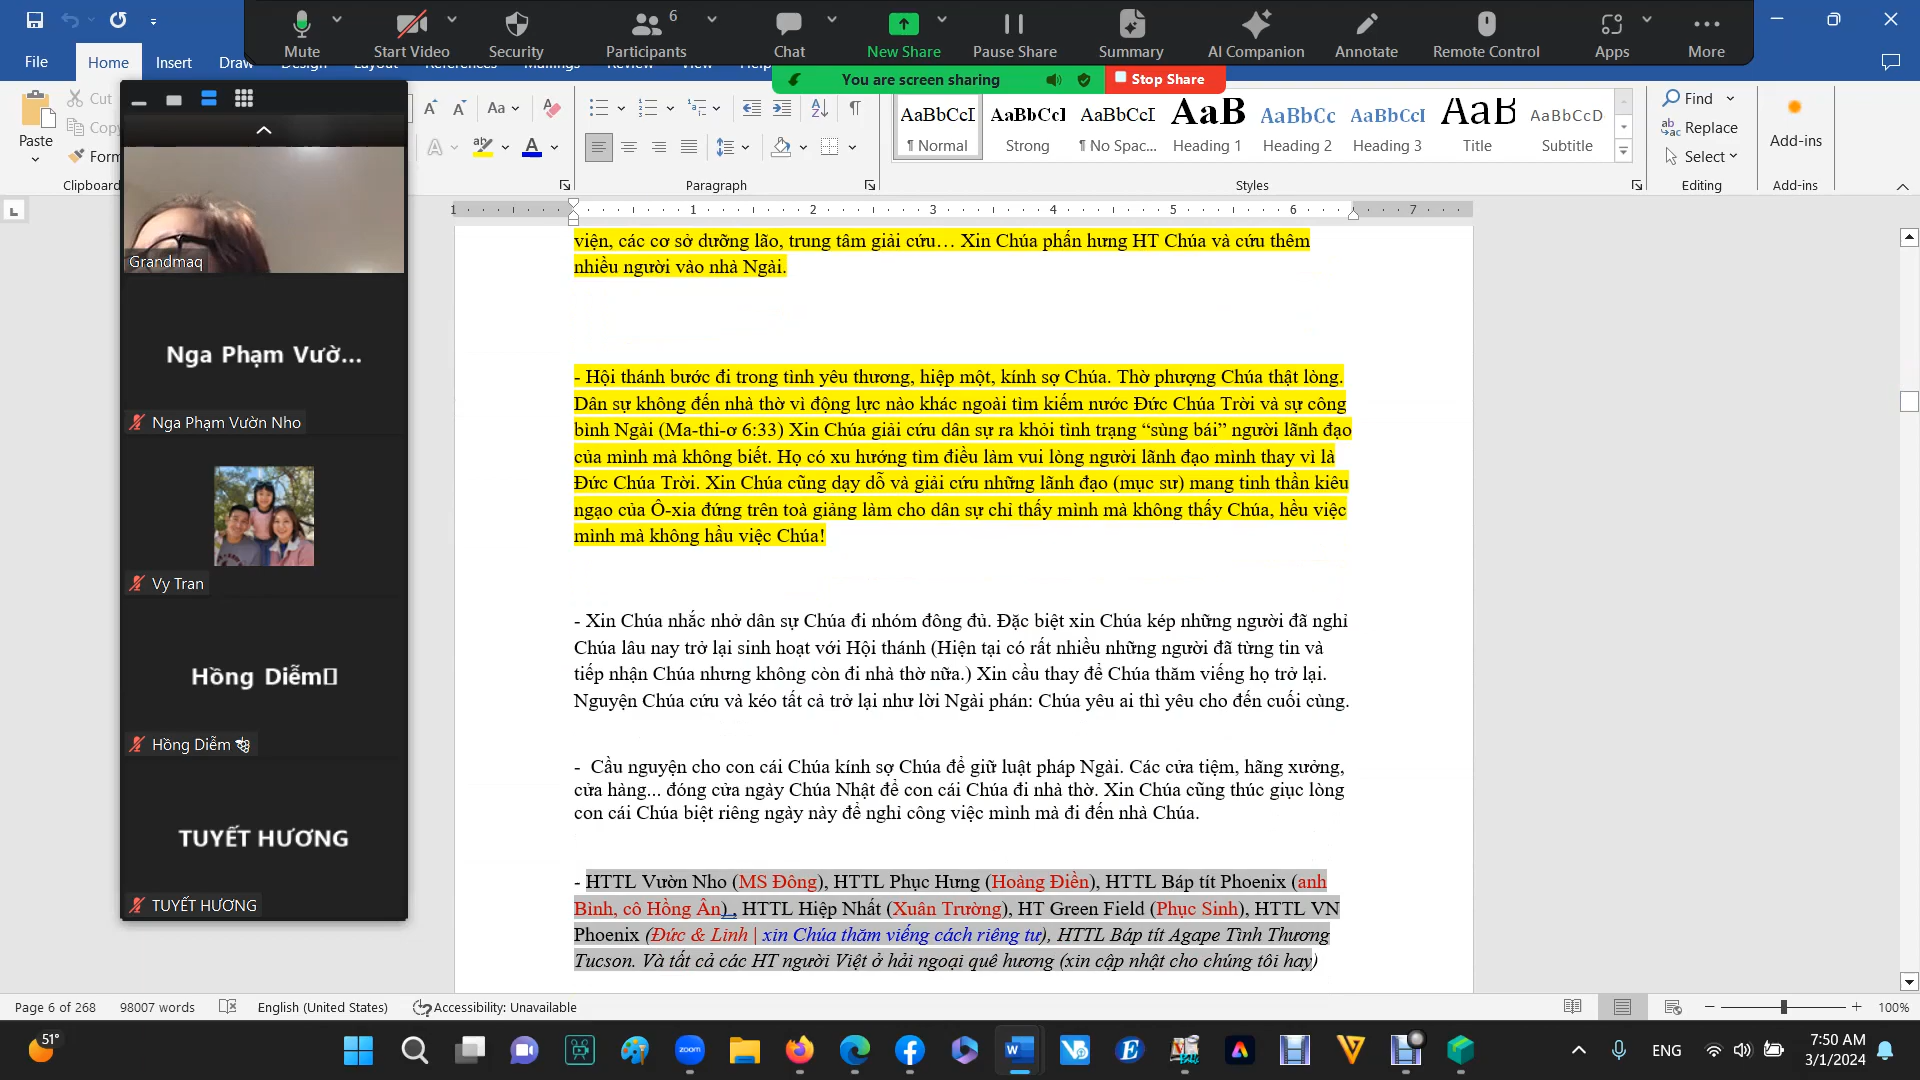 Mute
Start Video
Security
Participants
6
Chat
New Share
Pause Share
Summary
AI Companion
Annotate
Remote Control
Apps
More
You are screen sharing
Stop Share
File
Home
Insert
Draw
Paste
Cut
Copy
Form
Clipboard
Aa
Paragraph
AaBbCcI
AaBbCcI
AaBbCcI
AaB
AaBbCc
AaBbCcI
AaB
AaBbCcD
¶ Normal
Strong
¶ No Spac...
Heading 1
Heading 2
Heading 3
Title
Subtitle
Styles
Find
Replace
Select
Editing
Add-ins
Add-ins
1 1 2 3 4 5 6 7
Grandmaq
Nga Phạm Vườ...
Nga Phạm Vườn Nho
Vy Tran
Hồng Diễm
Hồng Diễm
TUYẾT HƯƠNG
TUYẾT HƯƠNG
viện, các cơ sở dưỡng lão, trung tâm giải cứu… Xin Chúa phấn hưng HT Chúa và cứu thêm
nhiều người vào nhà Ngài.
- Hội thánh bước đi trong tình yêu thương, hiệp một, kính sợ Chúa. Thờ phượng Chúa thật lòng.
Dân sự không đến nhà thờ vì động lực nào khác ngoài tìm kiếm nước Đức Chúa Trời và sự công
bình Ngài (Ma-thi-ơ 6:33) Xin Chúa giải cứu dân sự ra khỏi tình trạng “sùng bái” người lãnh đạo
của mình mà không biết. Họ có xu hướng tìm điều làm vui lòng người lãnh đạo mình thay vì là
Đức Chúa Trời. Xin Chúa cũng dạy dỗ và giải cứu những lãnh đạo (mục sư) mang tinh thần kiêu
ngạo của Ô-xia đứng trên toà giảng làm cho dân sự chỉ thấy mình mà không thấy Chúa, hều việc
mình mà không hầu việc Chúa!
- Xin Chúa nhắc nhở dân sự Chúa đi nhóm đông đủ. Đặc biệt xin Chúa kép những người đã nghỉ
Chúa lâu nay trở lại sinh hoạt với Hội thánh (Hiện tại có rất nhiều những người đã từng tin và
tiếp nhận Chúa nhưng không còn đi nhà thờ nữa.) Xin cầu thay để Chúa thăm viếng họ trở lại.
Nguyện Chúa cứu và kéo tất cả trở lại như lời Ngài phán: Chúa yêu ai thì yêu cho đến cuối cùng.
- Cầu nguyện cho con cái Chúa kính sợ Chúa để giữ luật pháp Ngài. Các cửa tiệm, hãng xưởng,
cửa hàng... đóng cửa ngày Chúa Nhật để con cái Chúa đi nhà thờ. Xin Chúa cũng thúc giục lòng
con cái Chúa biệt riêng ngày này để nghỉ công việc mình mà đi đến nhà Chúa.
- HTTL Vườn Nho (MS Đông), HTTL Phục Hưng (Hoàng Điền), HTTL Báp tít Phoenix (anh
Bình, cô Hồng Ân) , HTTL Hiệp Nhất (Xuân Trường), HT Green Field (Phục Sinh), HTTL VN
Phoenix (Đức & Linh | xin Chúa thăm viếng cách riêng tư), HTTL Báp tít Agape Tình Thương
Tucson. Và tất cả các HT người Việt ở hải ngoại quê hương (xin cập nhật cho chúng tôi hay)
Page 6 of 268
98007 words
English (United States)
Accessibility: Unavailable
100%
51°
zoom
ENG
7:50 AM
3/1/2024